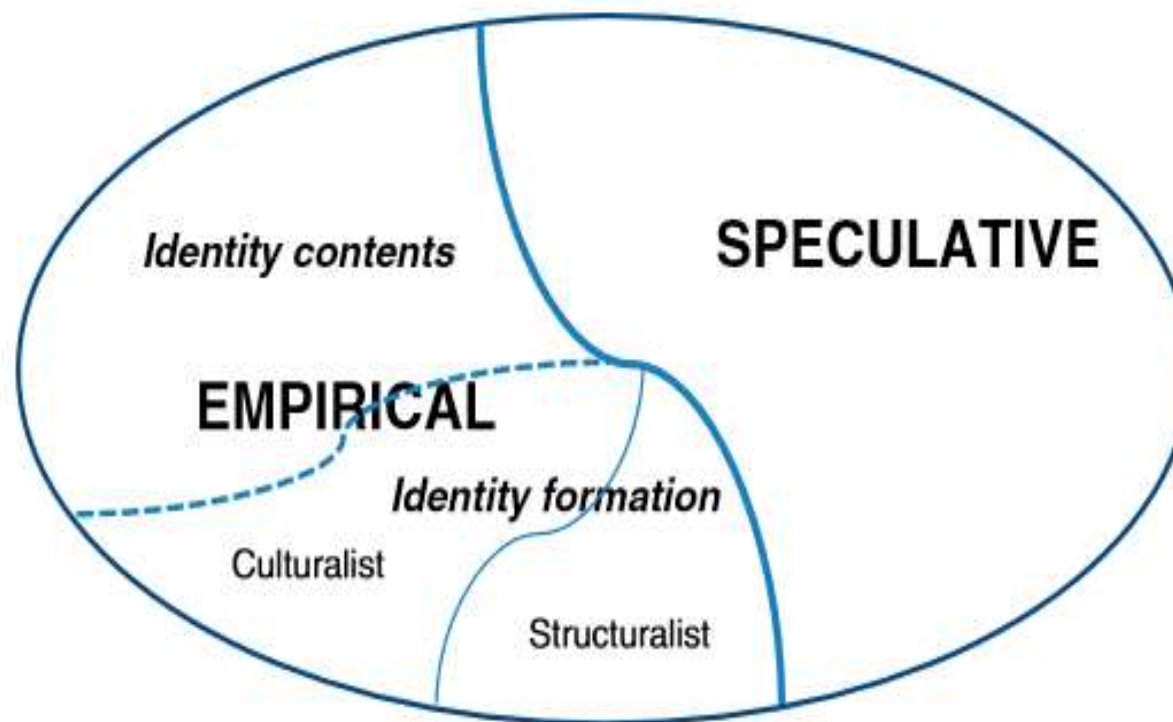 SPECULATIVE
Identity contents
EMPIRICAL
Identity formation
Culturalist
Structuralist